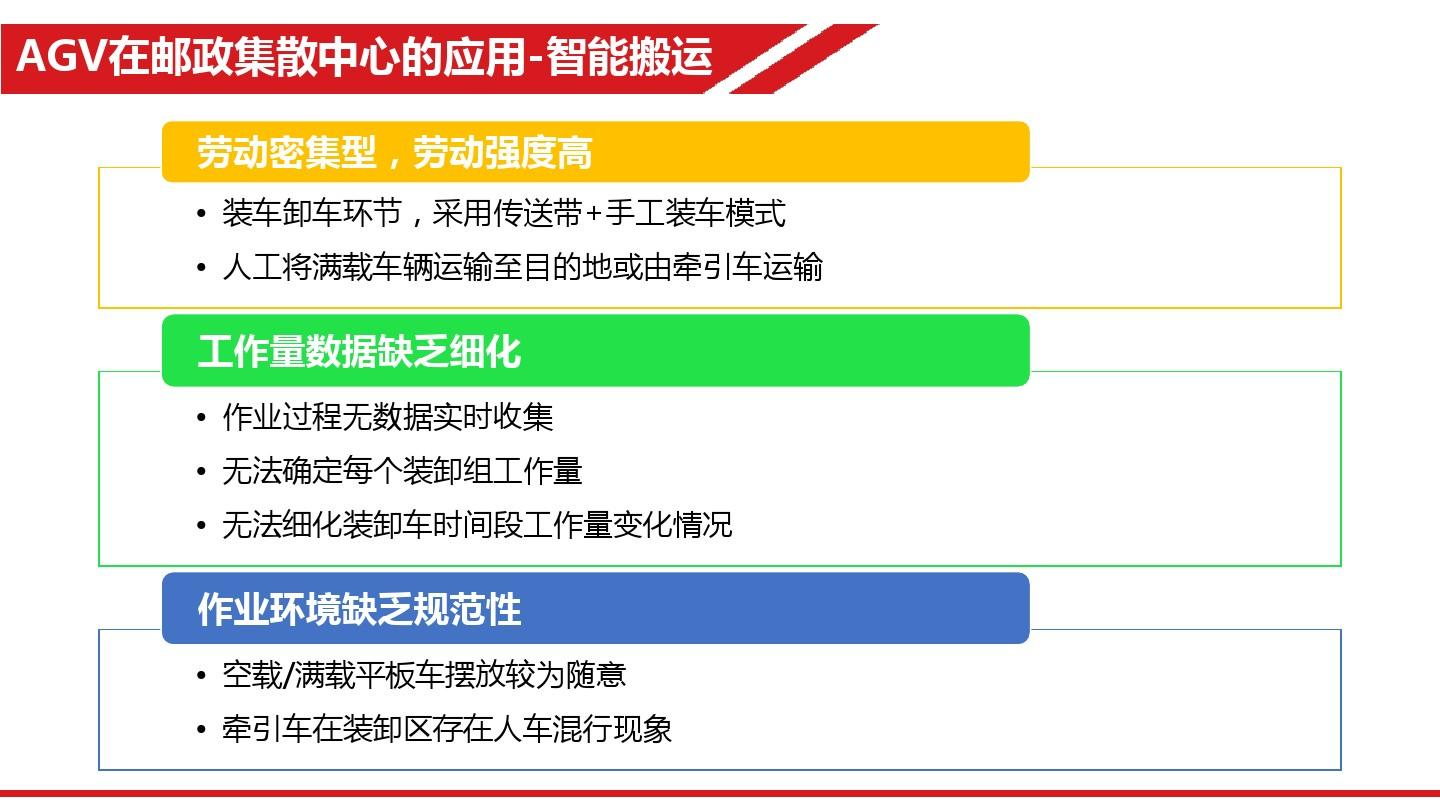 AGV在邮政集散中心的应用-智能搬运
劳动密集型，劳动强度高
• 装车卸车环节，采用传送带+手工装车模式
• 人工将满载车辆运输至目的地或由牵引车运输
工作量数据缺乏细化
• 作业过程无数据实时收集
• 无法确定每个装卸组工作量
• 无法细化装卸车时间段工作量变化情况
作业环境缺乏规范性
• 空载/满载平板车摆放较为随意
• 牵引车在装卸区存在人车混行现象